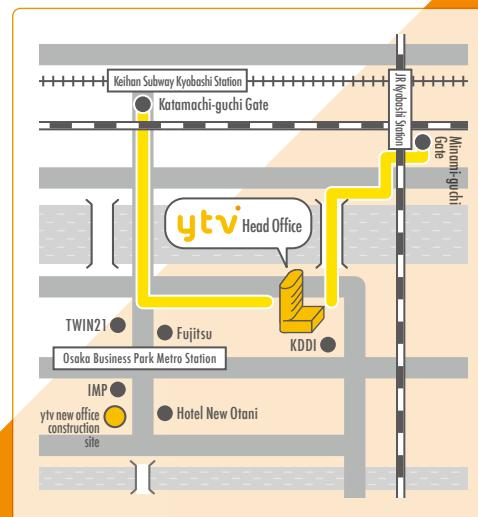 Keihan Subway Kyobashi Station
Katamachi-guchi Gate
JR Kyobashi Station
Minami-guchi
Gate
ytv Head Office
TWIN21
Fujitsu
KDDI
Osaka Business Park Metro Station
IMP
ytv new office
construction
site
Hotel New Otani